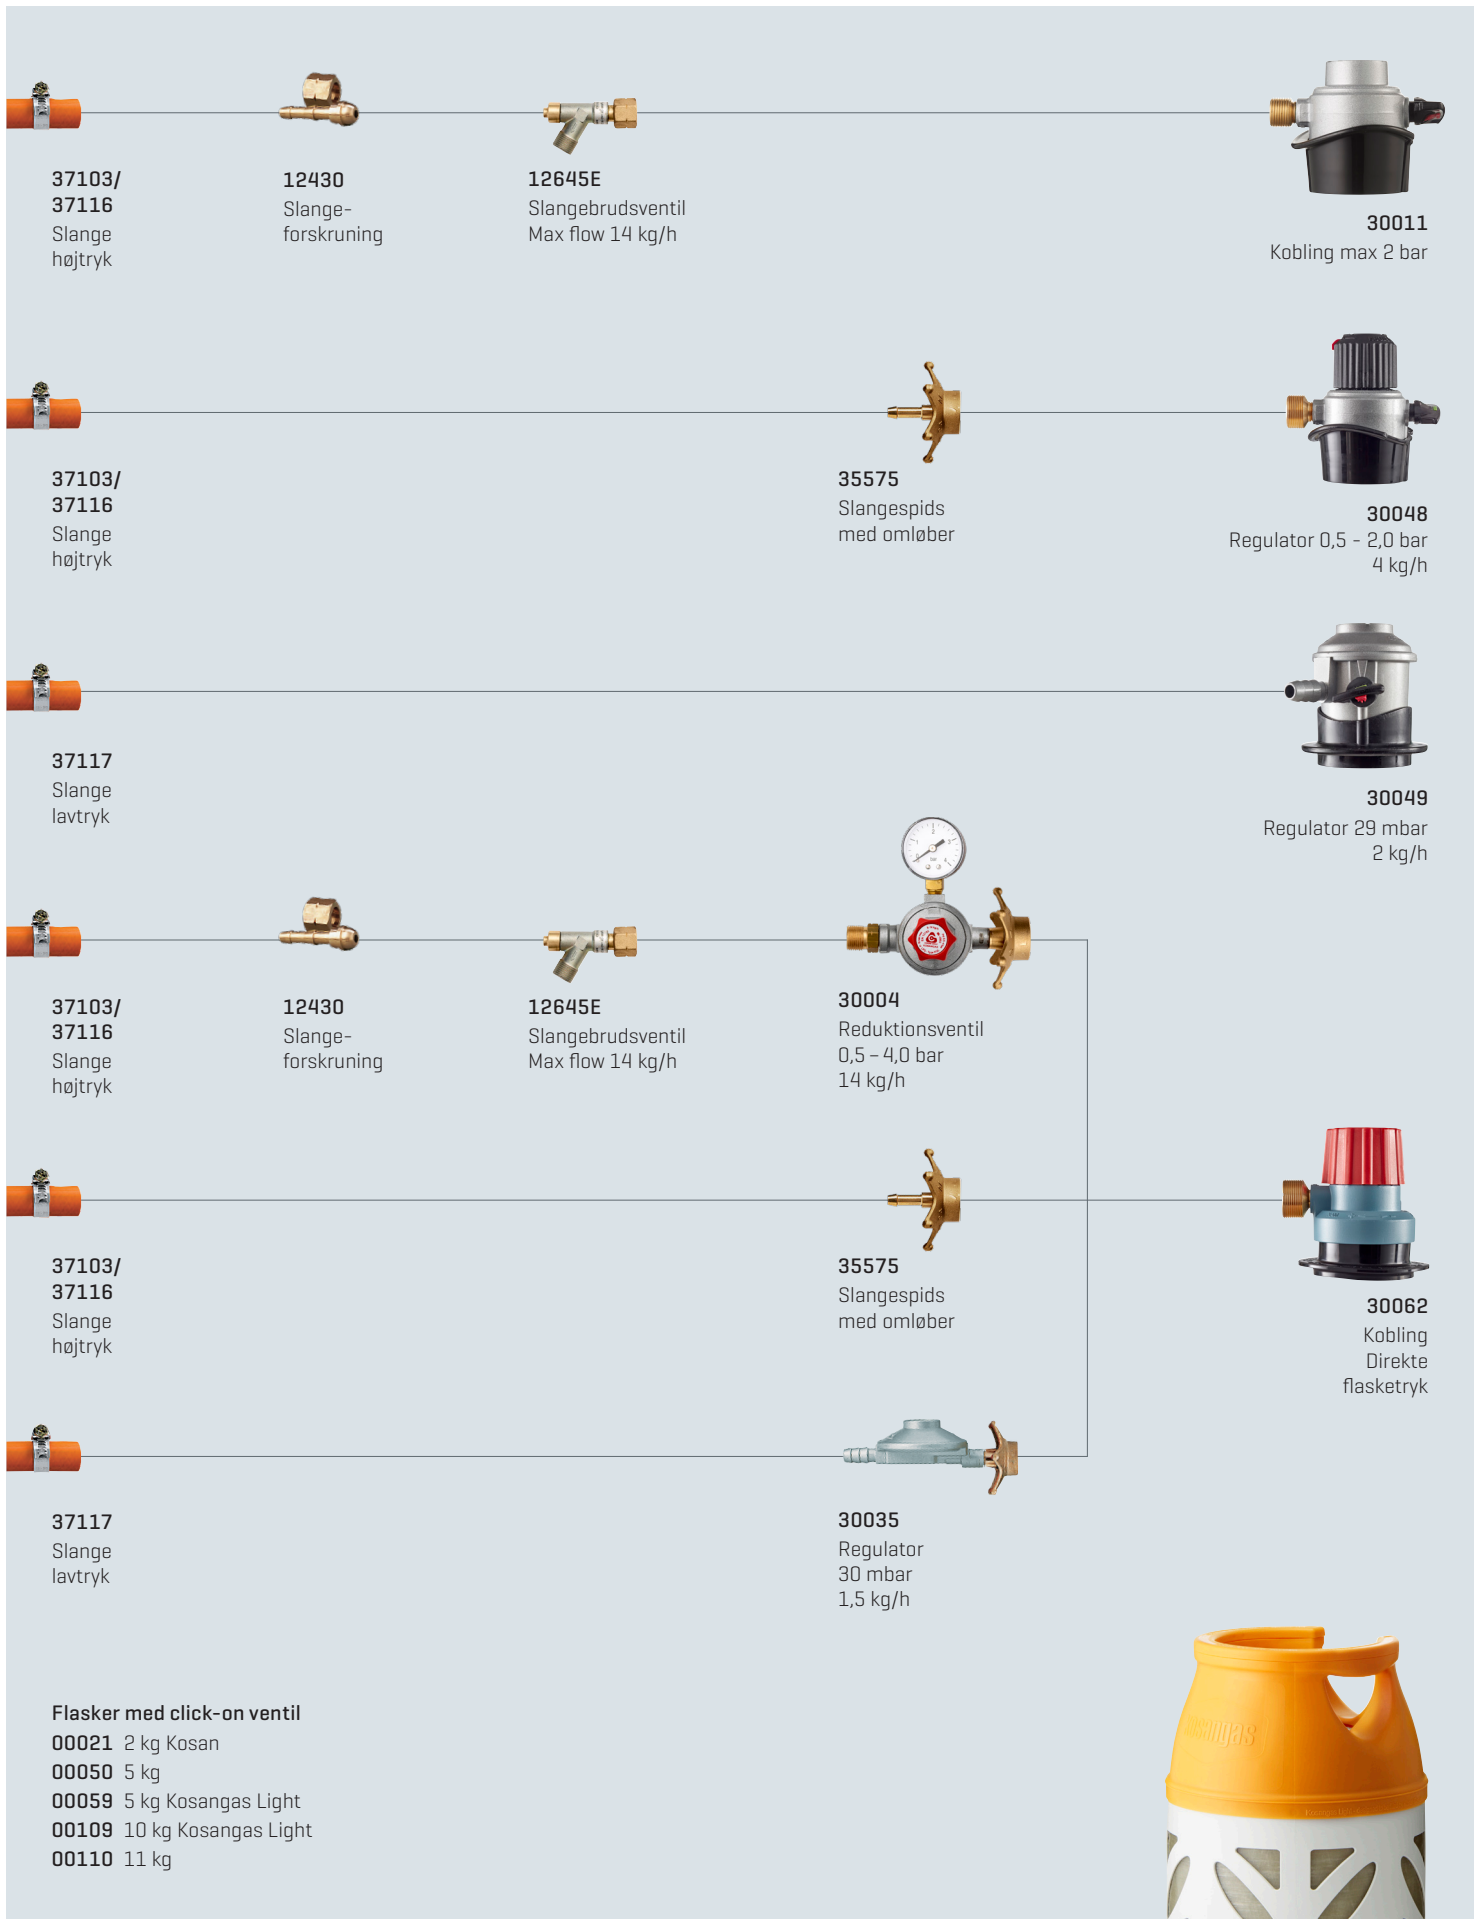 37103/
37116
Slange
højtryk
12430
Slange-
forskruning
12645E
Slangebrudsventil
Max flow 14 kg/h
30011
Kobling max 2 bar
37103/
37116
Slange
højtryk
35575
Slangespids
med omløber
30048
Regulator 0,5 - 2,0 bar
4 kg/h
37117
Slange
lavtryk
30049
Regulator 29 mbar
2 kg/h
37103/
37116
Slange
højtryk
12430
Slange-
forskruning
12645E
Slangebrudsventil
Max flow 14 kg/h
30004
Reduktionsventil
0,5 – 4,0 bar
14 kg/h
37103/
37116
Slange
højtryk
35575
Slangespids
med omløber
30062
Kobling
Direkte
flasketryk
37117
Slange
lavtryk
30035
Regulator
30 mbar
1,5 kg/h
Flasker med click-on ventil
00021 2 kg Kosan
00050 5 kg
00059 5 kg Kosangas Light
00109 10 kg Kosangas Light
00110 11 kg
kosangas